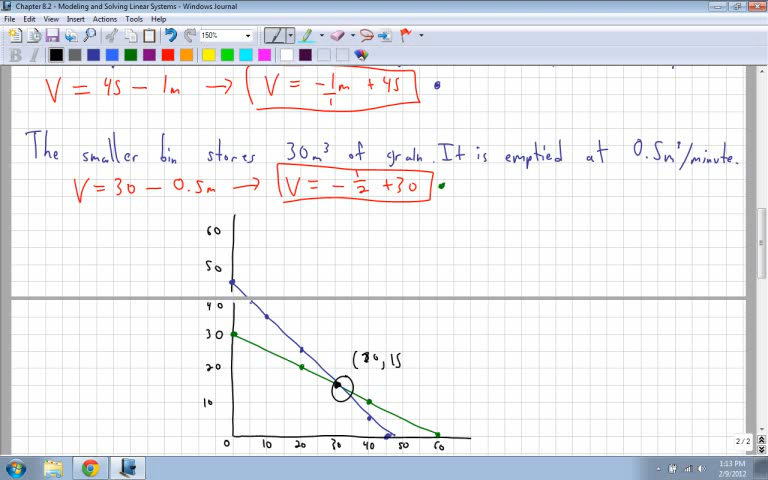 Chapter 8.2 - Modeling and Solving Linear Systems - Windows Journal
File Edit View Insert Actions Tools Help
150%
B I
V = 45 - 1m → V = -1/1 m + 45
The smaller bin stores 30m³ of grain. It is emptied at 0.5m³/minute.
V = 30 - 0.5m → V = - 1/2 + 30
60
50
40
30
20
10
(30, 15
0 10 20 30 40 50 60
2 / 2
1:13 PM
2/9/2012